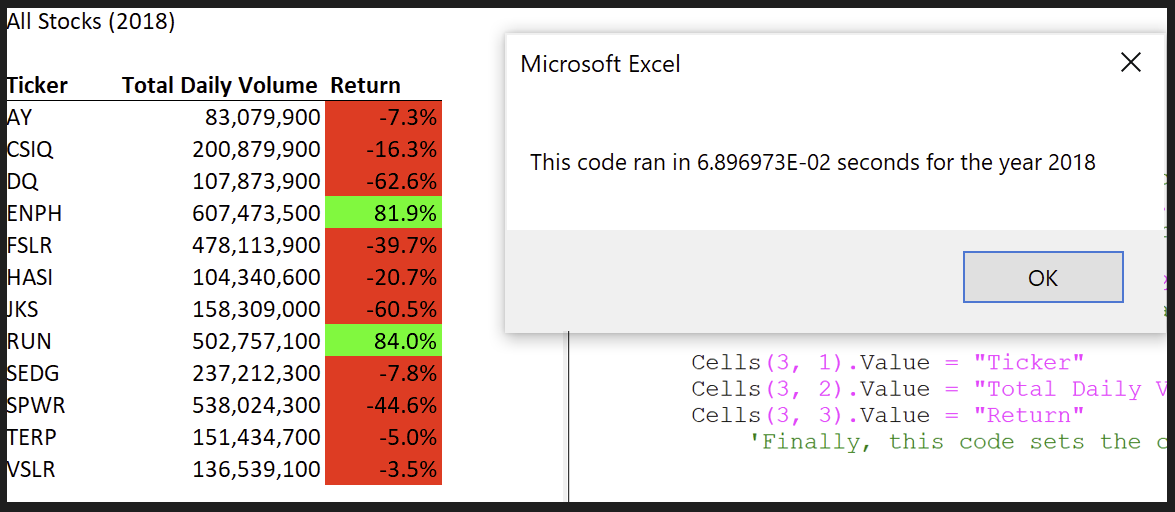 All Stocks (2018)
Ticker Total Daily Volume Return
AY 83,079,900 -7.3%
CSIQ 200,879,900 -16.3%
DQ 107,873,900 -62.6%
ENPH 607,473,500 81.9%
FSLR 478,113,900 -39.7%
HASI 104,340,600 -20.7%
JKS 158,309,000 -60.5%
RUN 502,757,100 84.0%
SEDG 237,212,300 -7.8%
SPWR 538,024,300 -44.6%
TERP 151,434,700 -5.0%
VSLR 136,539,100 -3.5%
Microsoft Excel
This code ran in 6.896973E-02 seconds for the year 2018
OK
Cells(3, 1).Value = "Ticker"
Cells(3, 2).Value = "Total Daily V
Cells(3, 3).Value = "Return"
'Finally, this code sets the c